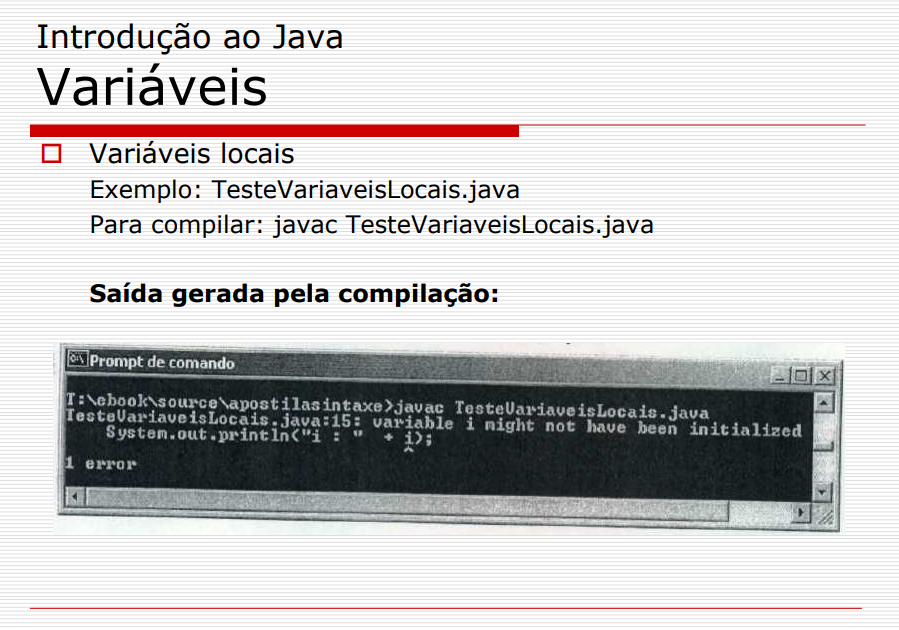 Introdução ao Java
Variáveis
Variáveis locais
Exemplo: TesteVariaveisLocais.java
Para compilar: javac TesteVariaveisLocais.java
Saída gerada pela compilação:
C:\ Prompt de comando
T:\ebook\source\apostilasintaxe>javac TesteVariaveisLocais.java
TesteVariaveisLocais.java:15: variable i might not have been initialized
System.out.println("i : " + i);
^
1 error